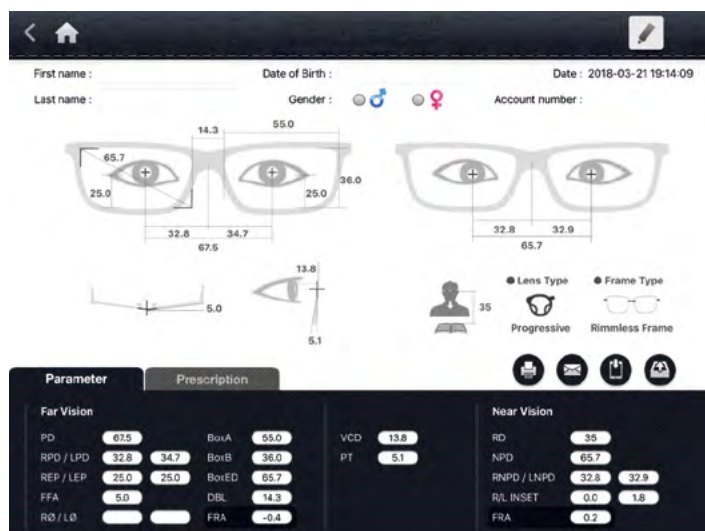 First name : Date of Birth : Date : 2018-03-21 19:14:09
Last name : Gender : Account number :
14.3 55.0
65.7
25.0 25.0 36.0
32.8 34.7
67.5
32.8 32.9
65.7
5.0
13.8
5.1
35
Lens Type Frame Type
Progressive Rimmless Frame
Parameter Prescription
Far Vision Near Vision
PD 67.5 BoxA 55.0 VCD 13.8 RD 35
RPD / LPD 32.8 34.7 BoxB 36.0 PT 5.1 NPD 65.7
REP / LEP 25.0 25.0 BoxED 65.7 RNPD / LNPD 32.8 32.9
FFA 5.0 DBL 14.3 R/L INSET 0.0 1.8
RØ / LØ FRA -0.4 FRA 0.2